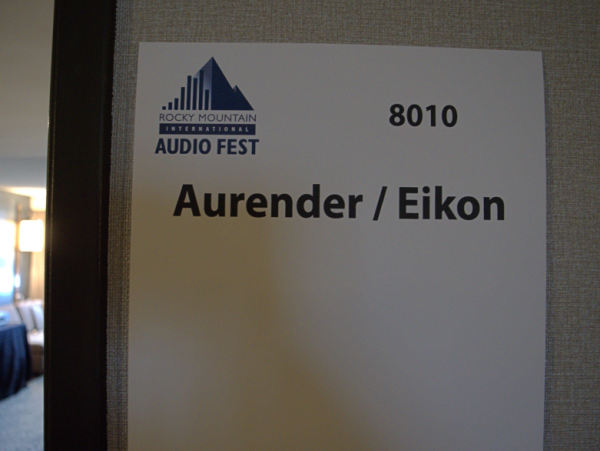 ROCKY MOUNTAIN
INTERNATIONAL
AUDIO FEST
8010
Aurender / Eikon